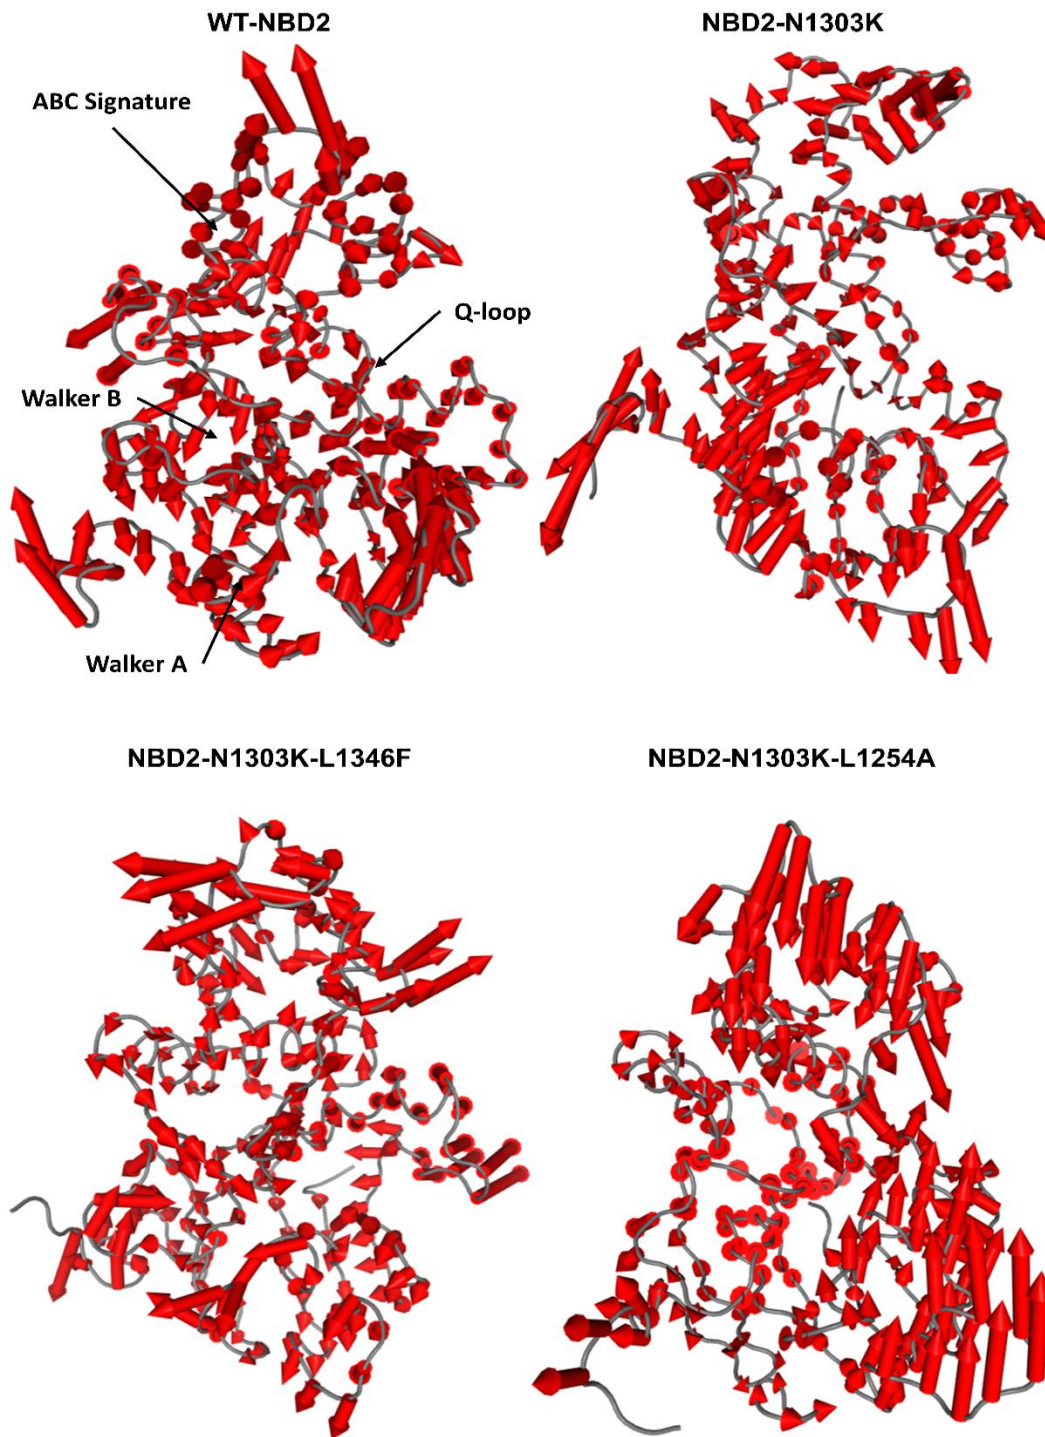 WT-NBD2
NBD2-N1303K
ABC Signature
Q-loop
Walker B
Walker A
NBD2-N1303K-L1346F
NBD2-N1303K-L1254A